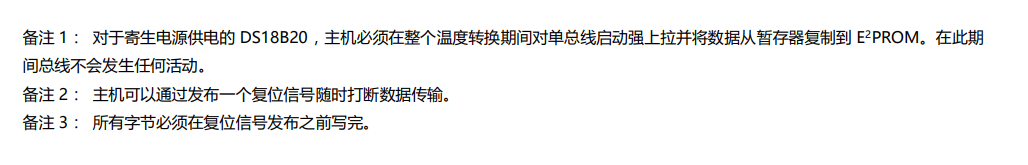 备注 1： 对于寄生电源供电的 DS18B20，主机必须在整个温度转换期间对单总线启动强上拉并将数据从暂存器复制到 E²PROM。在此期
间总线不会发生任何活动。
备注 2： 主机可以通过发布一个复位信号随时打断数据传输。
备注 3： 所有字节必须在复位信号发布之前写完。